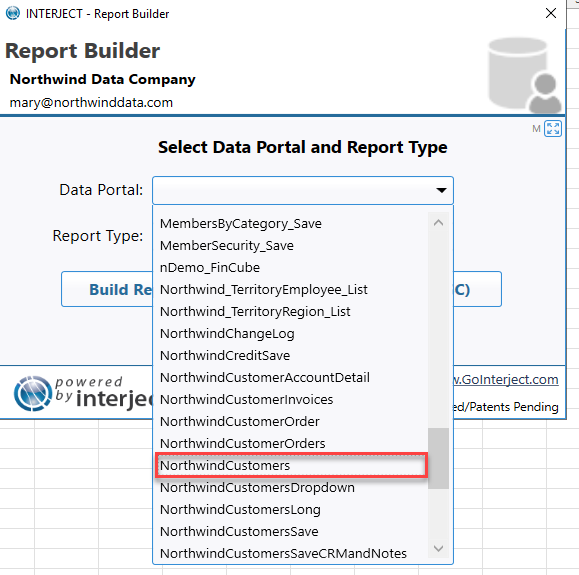 INTERJECT - Report Builder
Report Builder
Northwind Data Company
mary@northwinddata.com
M
Select Data Portal and Report Type
Data Portal:
Report Type:
MembersByCategory_Save
MemberSecurity_Save
nDemo_FinCube
Northwind_TerritoryEmployee_List
Northwind_TerritoryRegion_List
NorthwindChangeLog
NorthwindCreditSave
NorthwindCustomerAccountDetail
NorthwindCustomerInvoices
NorthwindCustomerOrder
NorthwindCustomerOrders
NorthwindCustomers
NorthwindCustomersDropdown
NorthwindCustomersLong
NorthwindCustomersSave
NorthwindCustomersSaveCRMandNotes
Build Re
C)
powered
by interjec
w.GoInterject.com
ed/Patents Pending